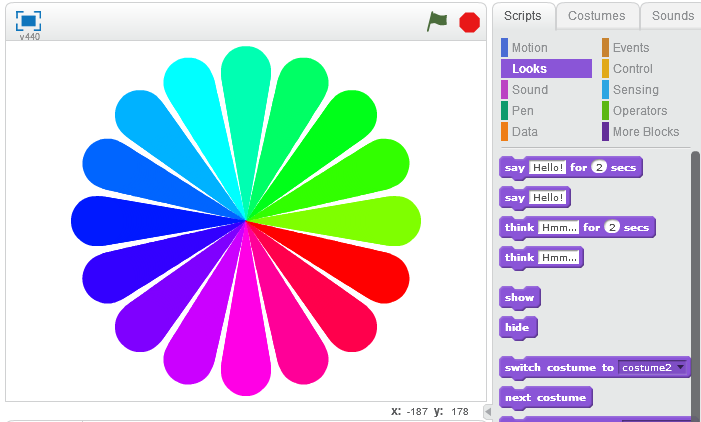 v440
Scripts Costumes Sounds
Motion Events
Looks Control
Sound Sensing
Pen Operators
Data More Blocks
say Hello! for 2 secs
say Hello!
think Hmm... for 2 secs
think Hmm...
show
hide
switch costume to costume2
next costume
x: -187 y: 178